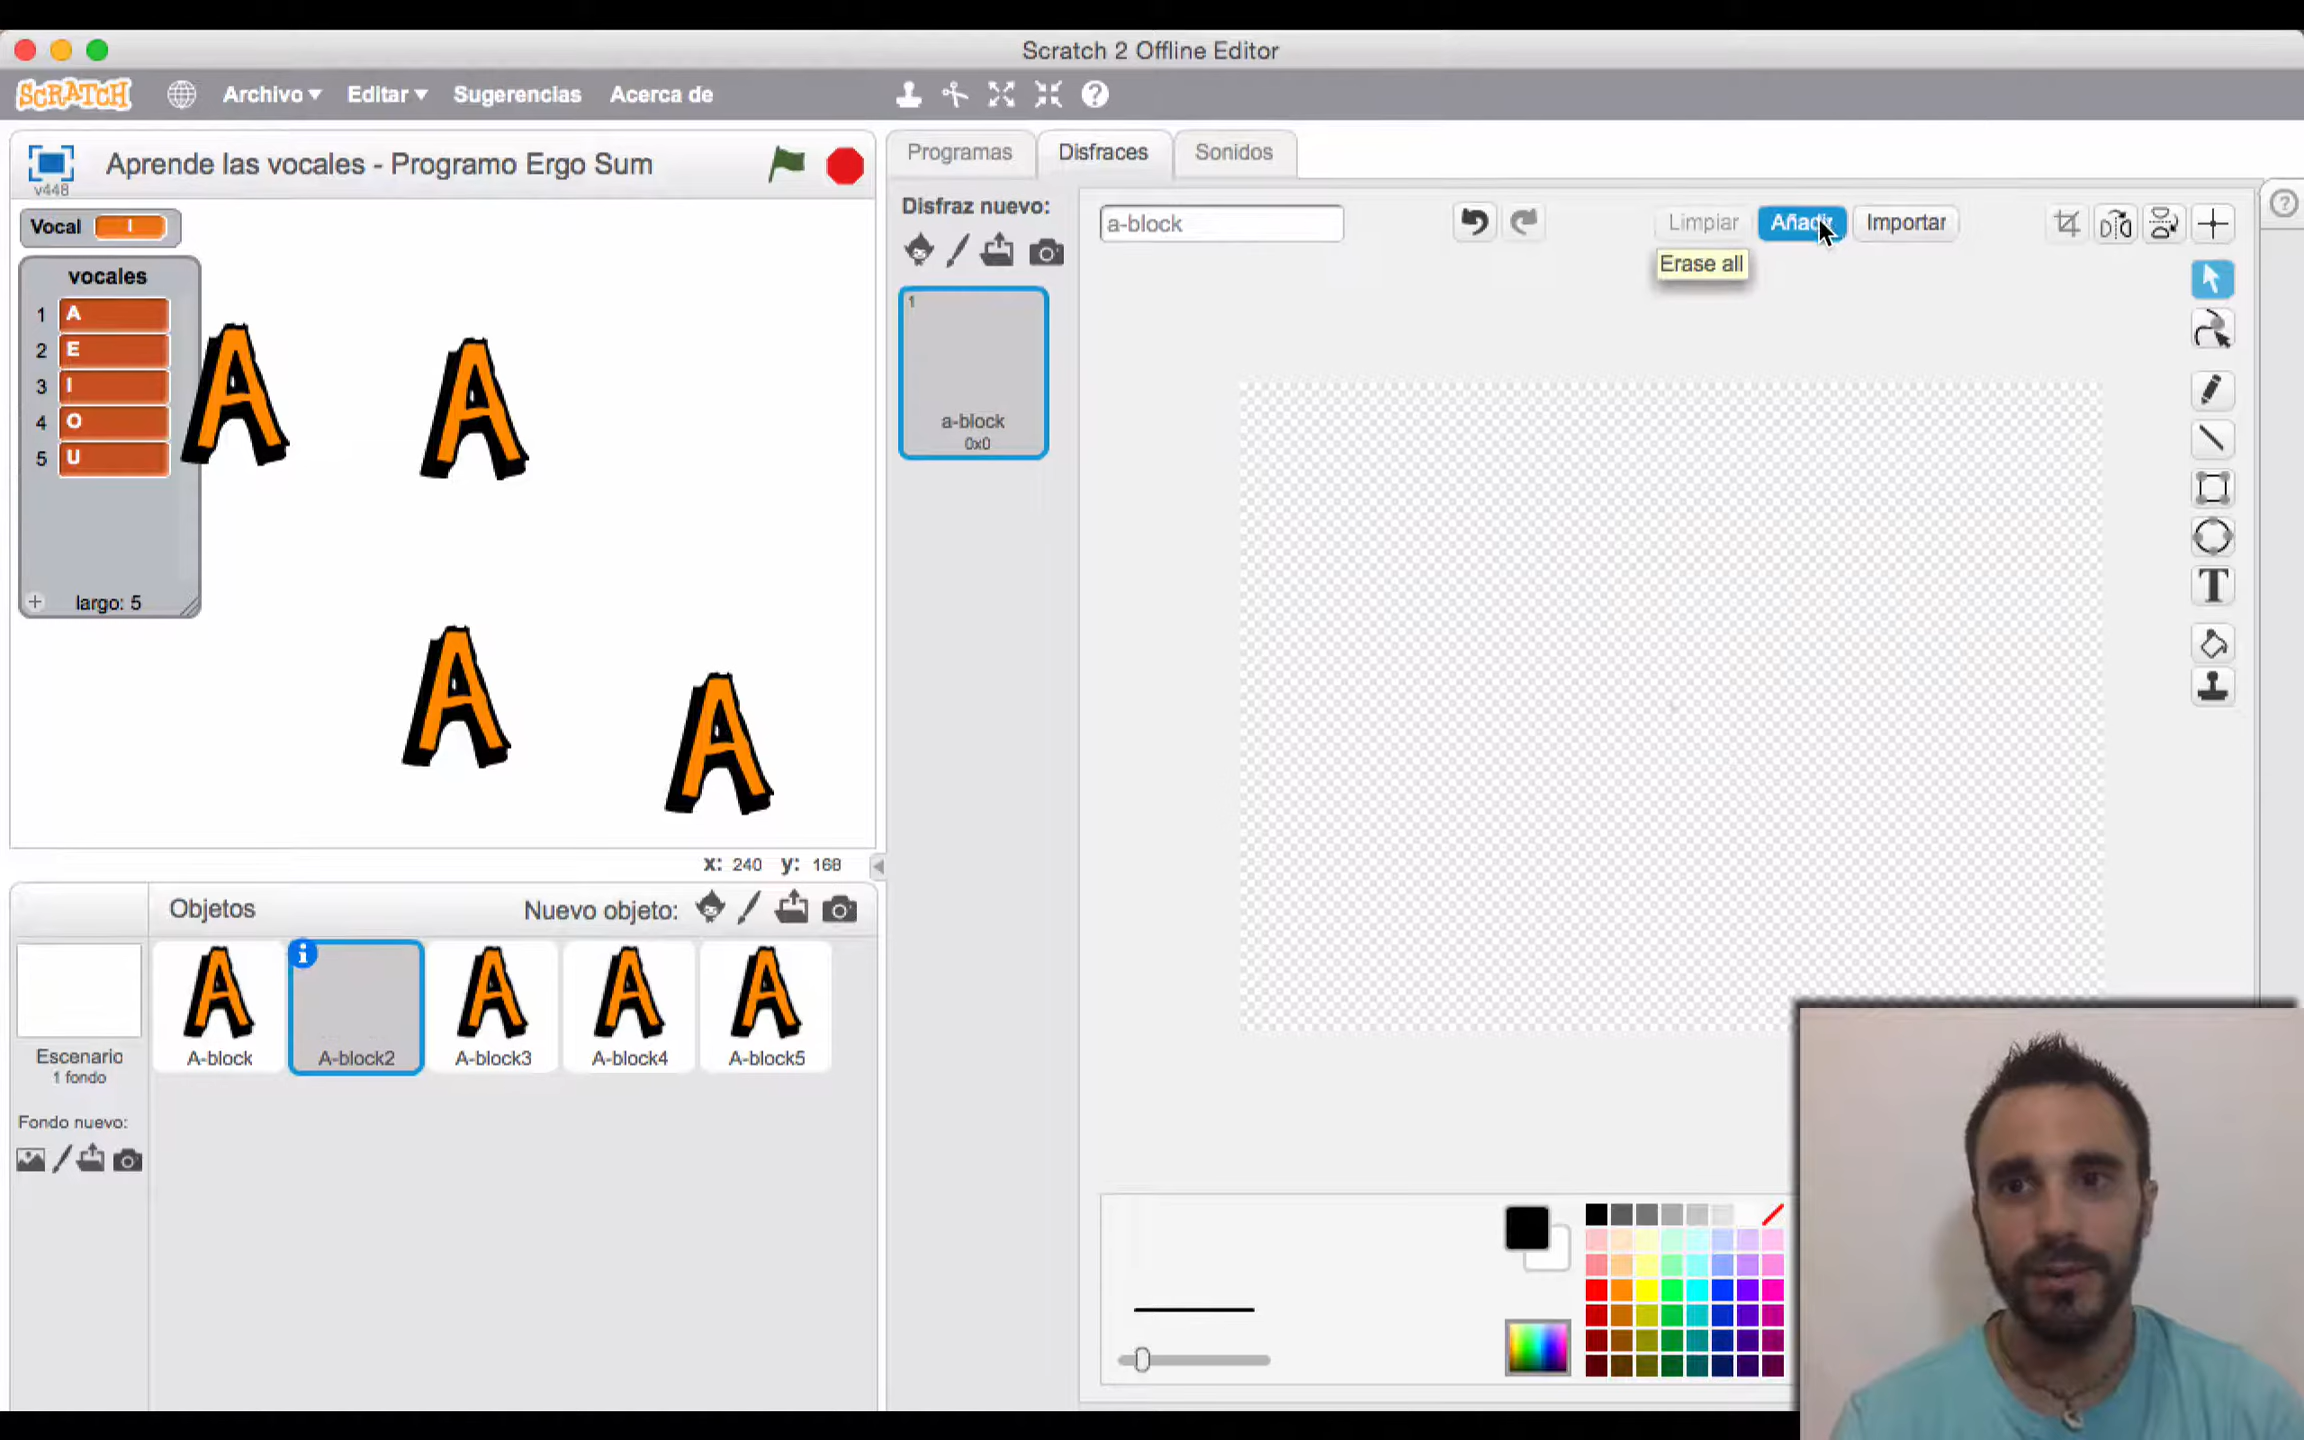 Scratch 2 Offline Editor
SCRATCH
Archivo
Editar
Sugerencias
Acerca de
v448
Aprende las vocales - Programo Ergo Sum
Programas
Disfraces
Sonidos
Vocal I
vocales
1 A
2 E
3 I
4 O
5 U
+ largo: 5
A
A
A
A
x: 240 y: 168
Disfraz nuevo:
1
a-block
0x0
a-block
Limpiar
Importar
Erase all
T
Objetos
Nuevo objeto:
A
A-block
A-block2
A
A-block3
A
A-block4
A
A-block5
Escenario
1 fondo
Fondo nuevo: